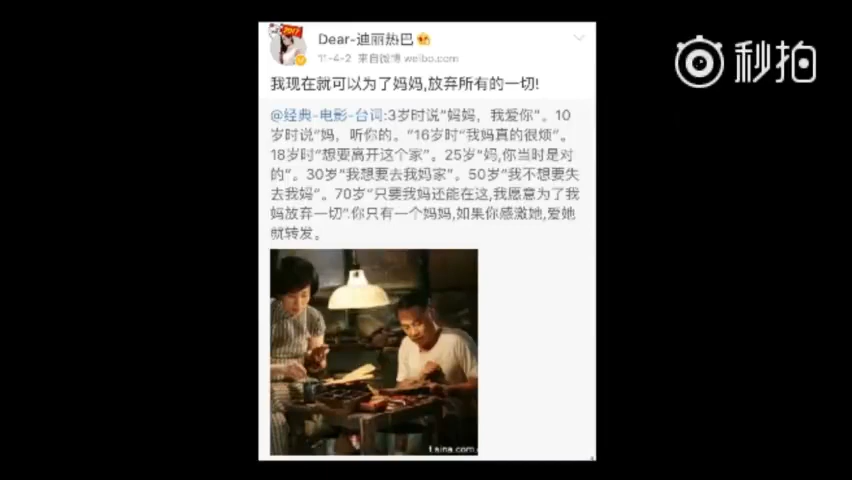 2017
Dear-迪丽热巴
11-4-2 来自微博 weibo.com
秒拍
我现在就可以为了妈妈,放弃所有的一切!
@经典-电影-台词:3岁时说"妈妈，我爱你"。10
岁时说"妈，听你的。"16岁时"我妈真的很烦"。
18岁时"想要离开这个家"。25岁"妈,你当时是对
的"。30岁"我想要去我妈家"。50岁"我不想要失
去我妈"。70岁"只要我妈还能在这,我愿意为了我
妈放弃一切".你只有一个妈妈,如果你感激她,爱她
就转发。
t.sina.com.c